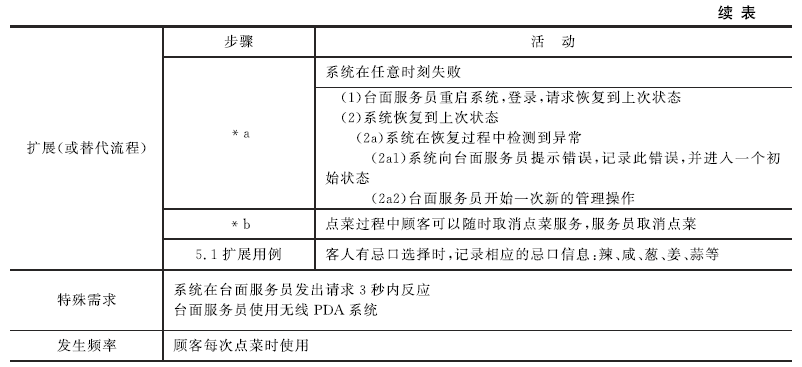 续 表
步骤 活 动
系统在任意时刻失败
(1)台面服务员重启系统,登录,请求恢复到上次状态
(2)系统恢复到上次状态
(2a)系统在恢复过程中检测到异常
扩展(或替代流程) *a
(2a1)系统向台面服务员提示错误,记录此错误,并进入一个初
始状态
(2a2)台面服务员开始一次新的管理操作
*b 点菜过程中顾客可以随时取消点菜服务,服务员取消点菜
5.1扩展用例 客人有忌口选择时,记录相应的忌口信息:辣、咸、葱、姜、蒜等
特殊需求
系统在台面服务员发出请求3秒内反应
台面服务员使用无线PDA系统
发生频率 顾客每次点菜时使用